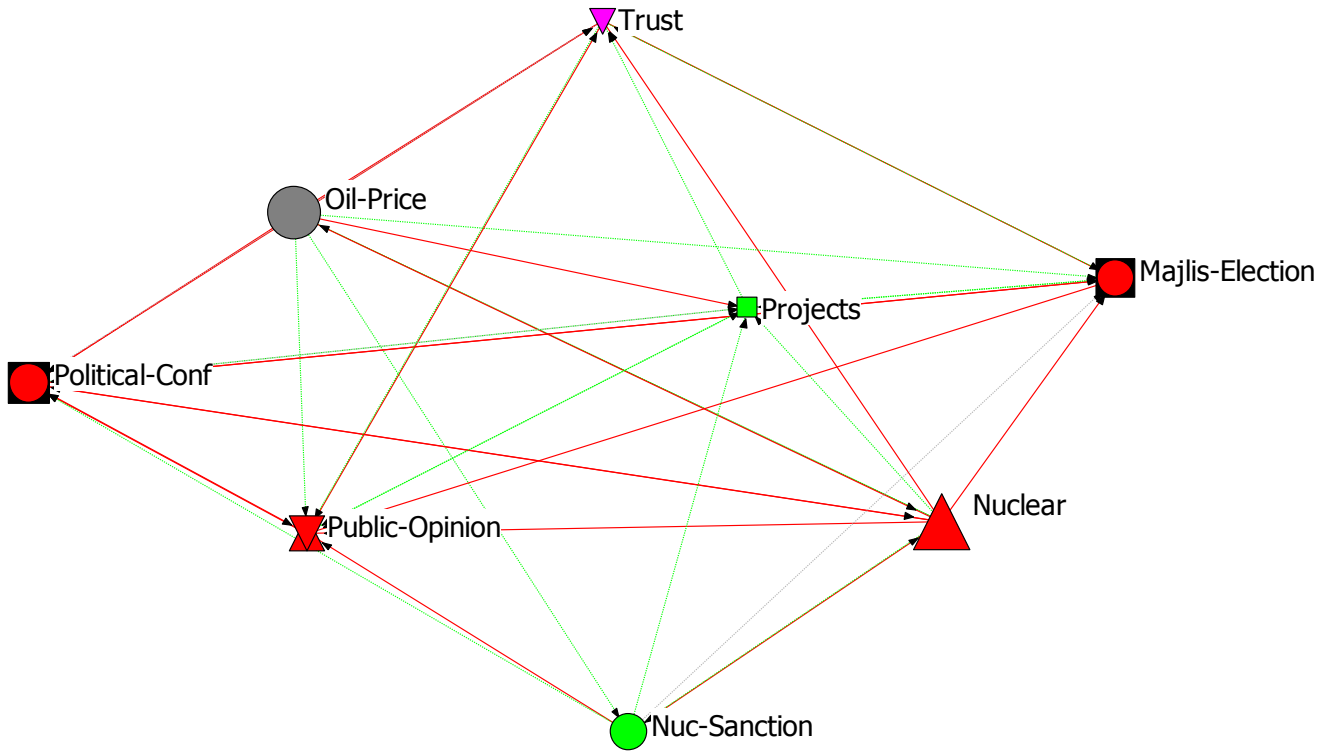 Trust
Oil-Price
Majlis-Election
Projects
Political-Conf
Nuclear
Public-Opinion
Nuc-Sanction